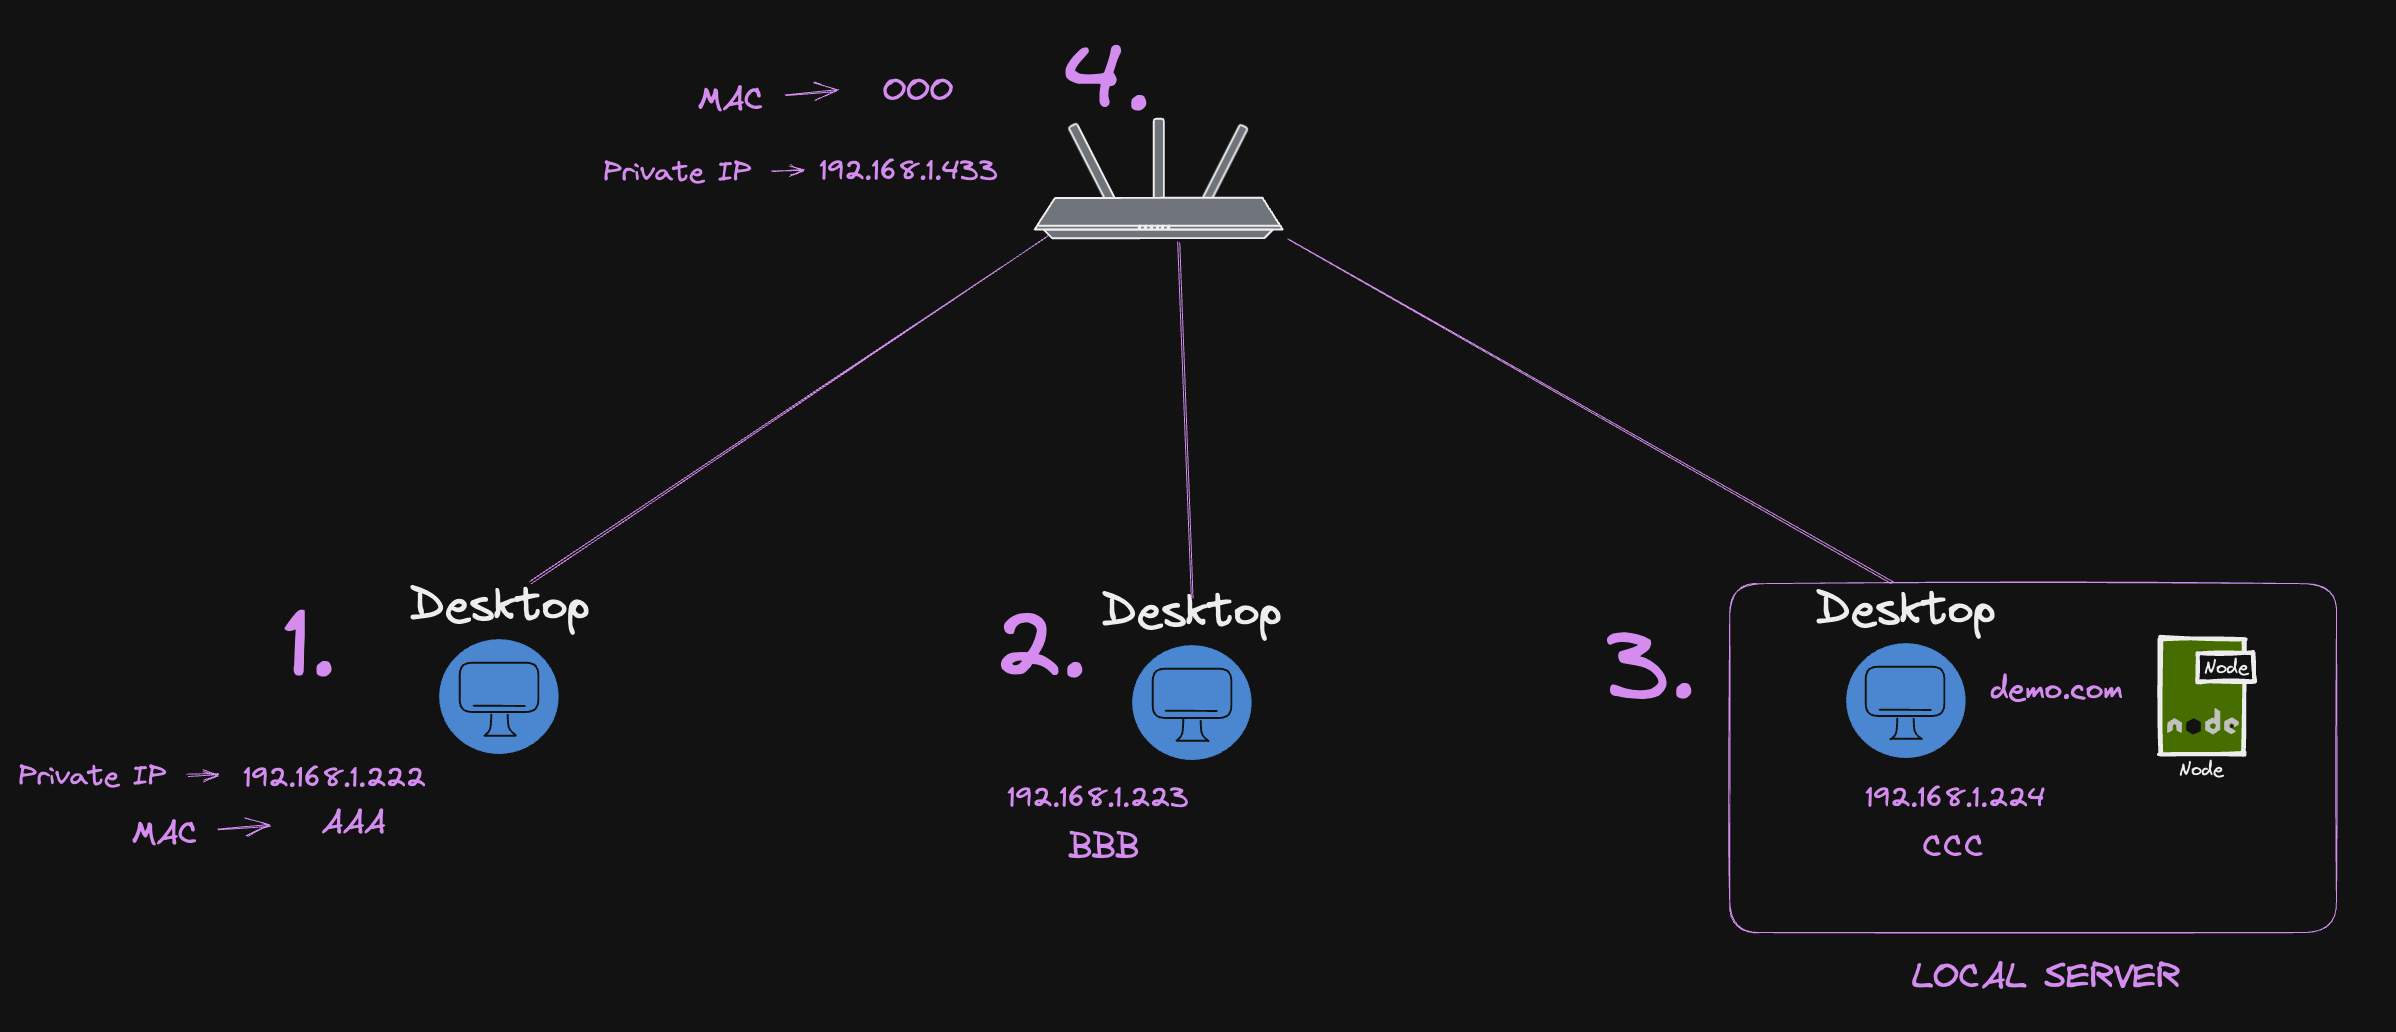 4.
MAC → 000
Private IP → 192.168.1.433
1.
Desktop
Private IP → 192.168.1.222
MAC → AAA
2.
Desktop
192.168.1.223
BBB
3.
Desktop
demo.com
Node
node
Node
192.168.1.224
CCC
LOCAL SERVER